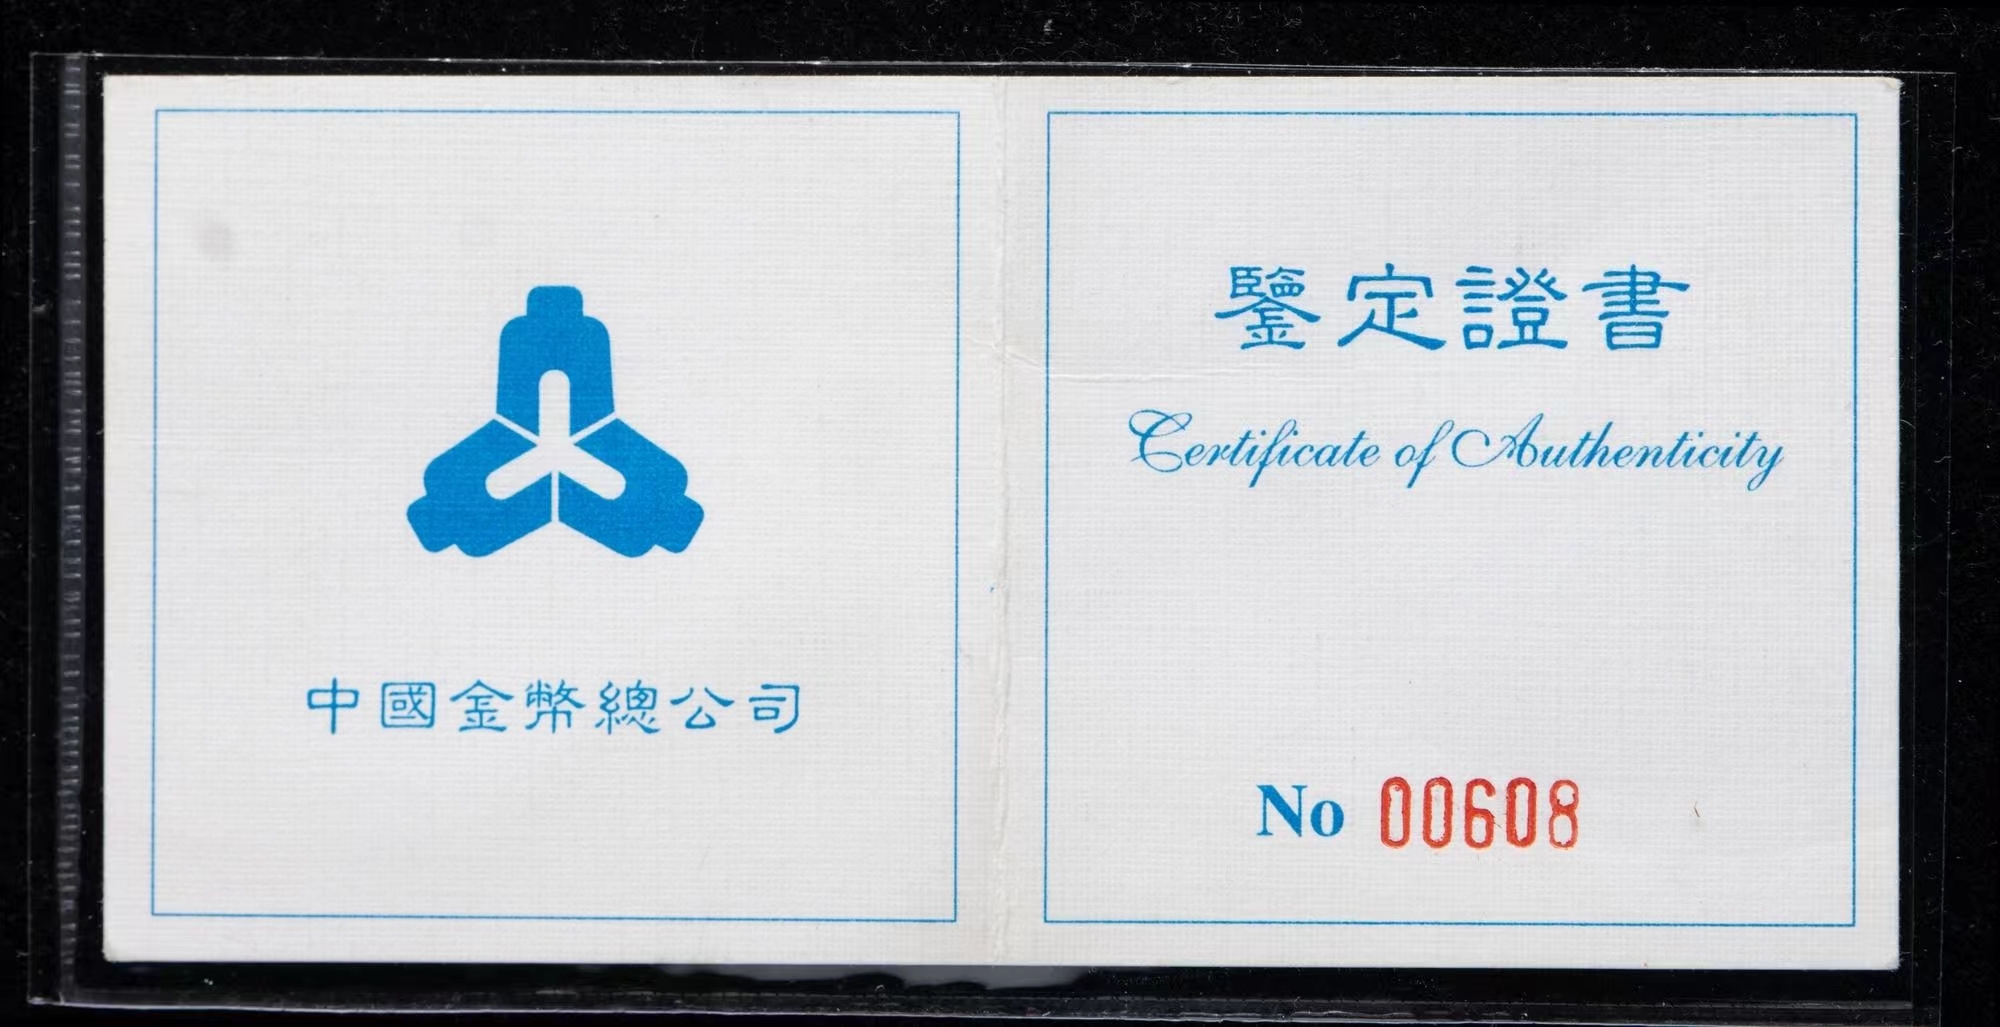 中國金幣總公司
鑒定證書
Certificate of Authenticity
No 00608